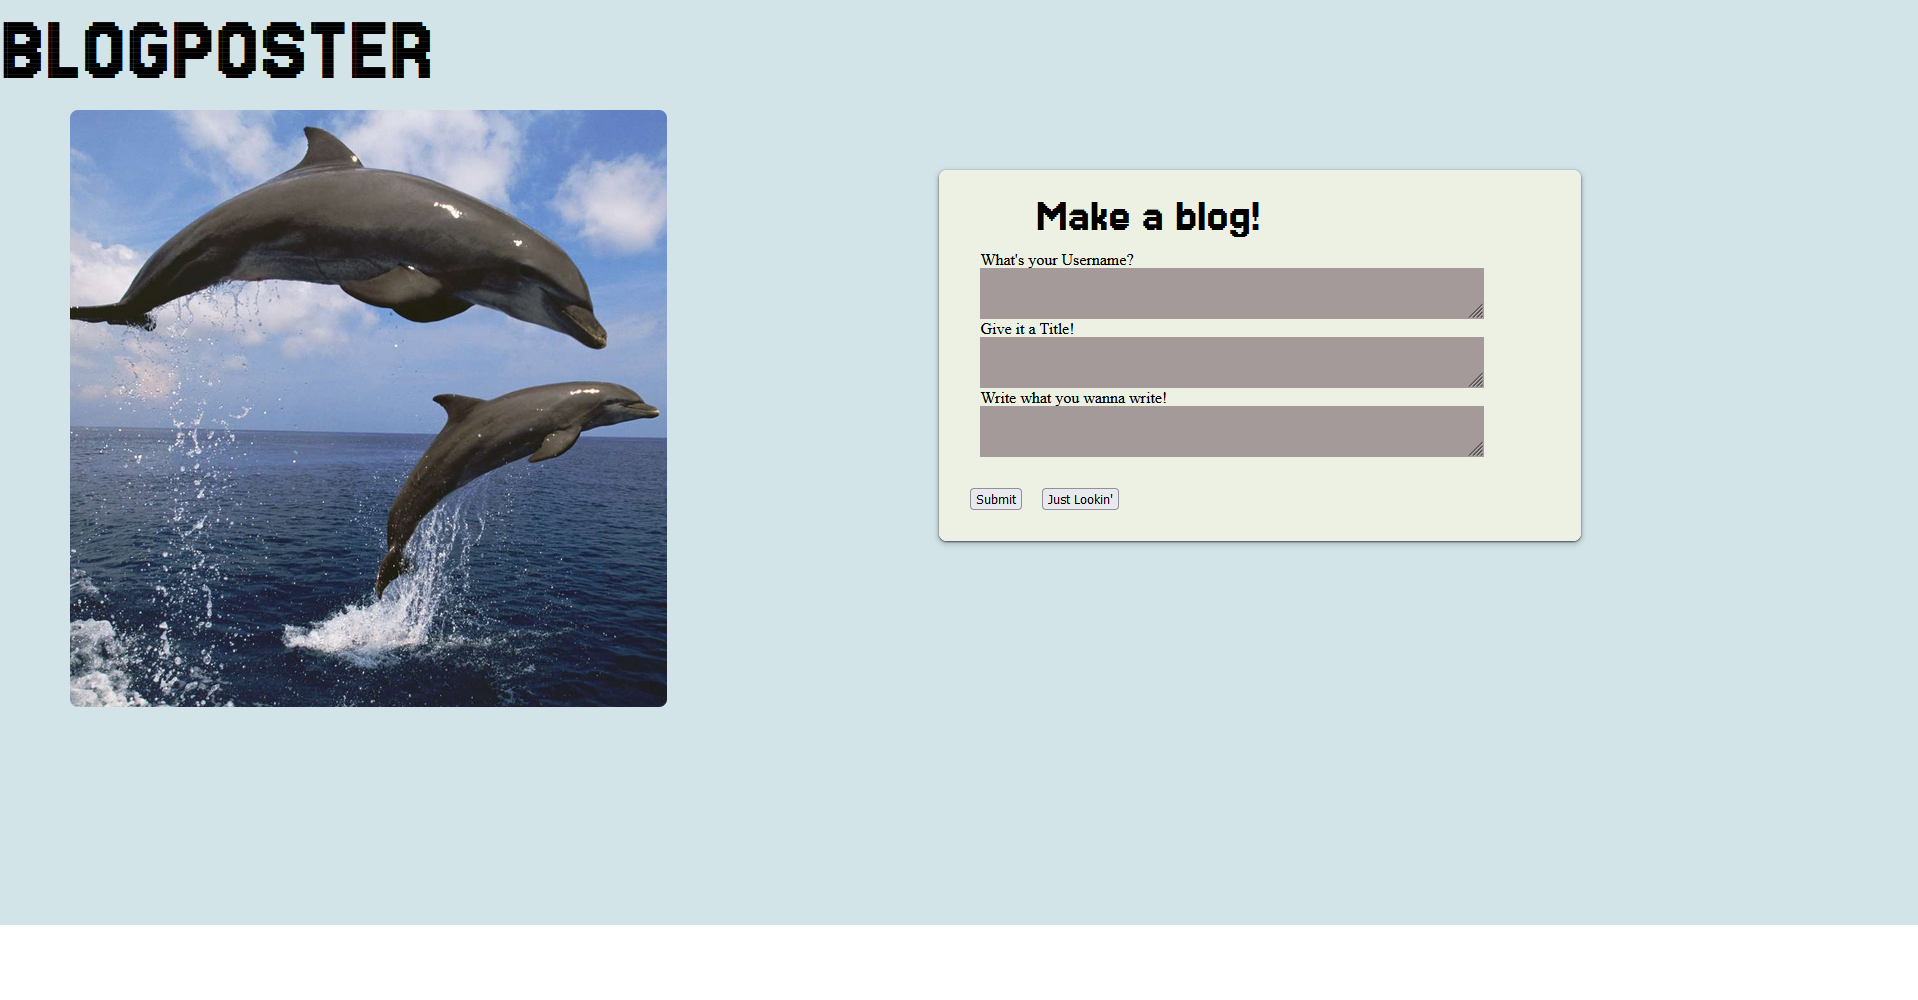 BLOGPOSTER
Make a blog!
What's your Username?
Give it a Title!
Write what you wanna write!
Submit
Just Lookin'